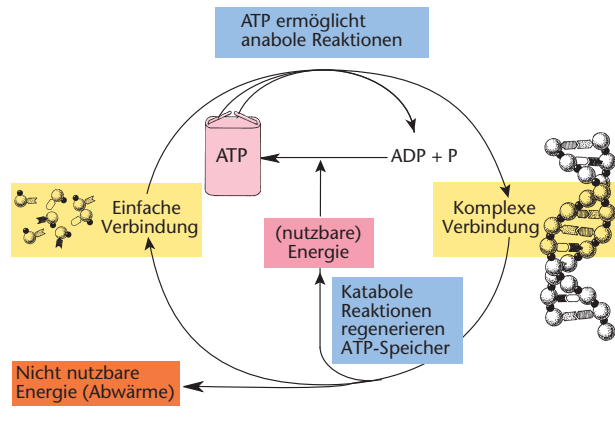 ATP ermöglicht
anabole Reaktionen
ATP
ADP + P
Einfache
Verbindung
Komplexe
Verbindung
(nutzbare)
Energie
Katabole
Reaktionen
regenerieren
ATP-Speicher
Nicht nutzbare
Energie (Abwärme)